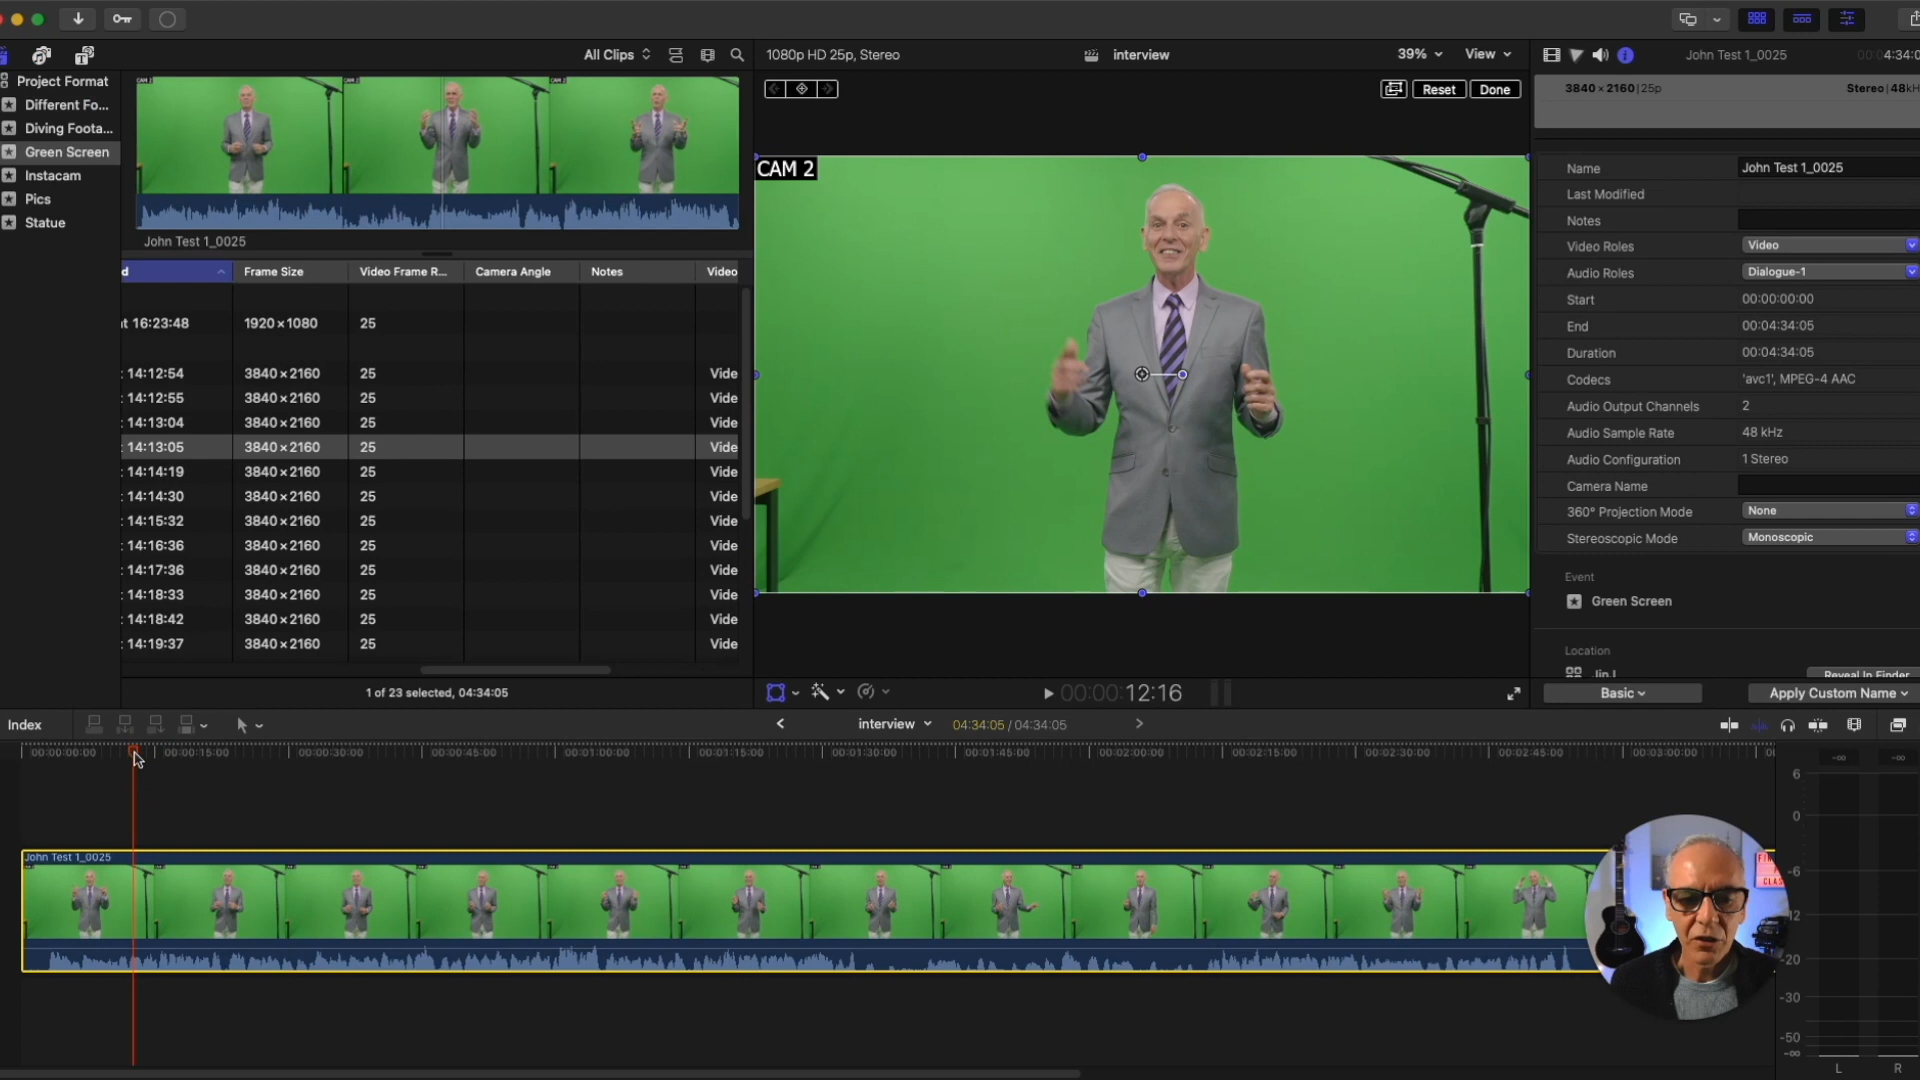 All Clips
1080p HD 25p, Stereo
interview
39%
View
John Test 1_0025
4:34:0
Project Format
Different Fo...
Diving Foota...
Green Screen
Instacam
Pics
Statue
CAM 2
John Test 1_0025
Reset
Done
CAM 2
3840 × 2160 | 25p
Stereo | 48kH
Name
John Test 1_0025
Last Modified
Notes
Video Roles
Video
Audio Roles
Dialogue-1
Start
00:00:00:00
End
00:04:34:05
Duration
00:04:34:05
Codecs
'avc1', MPEG-4 AAC
Audio Output Channels
2
Audio Sample Rate
48 kHz
Audio Configuration
1 Stereo
Camera Name
360° Projection Mode
None
Stereoscopic Mode
Monoscopic
Event
Green Screen
Location
Reveal In Finder
Basic
Apply Custom Name
d
Frame Size
Video Frame R...
Camera Angle
Notes
Video
at 16:23:48
1920×1080
25
: 14:12:54
3840×2160
25
Vide
: 14:12:55
3840×2160
25
Vide
: 14:13:04
3840×2160
25
Vide
: 14:13:05
3840×2160
25
Vide
: 14:14:19
3840×2160
25
Vide
: 14:14:30
3840×2160
25
Vide
: 14:15:32
3840×2160
25
Vide
: 14:16:36
3840×2160
25
Vide
: 14:17:36
3840×2160
25
Vide
: 14:18:33
3840×2160
25
Vide
: 14:18:42
3840×2160
25
Vide
: 14:19:37
3840×2160
25
Vide
1 of 23 selected, 04:34:05
00:00:12:16
Index
interview
04:34:05 / 04:34:05
00:00:00:00
00:00:15:00
00:00:30:00
00:00:45:00
00:01:00:00
00:01:15:00
00:01:30:00
00:01:45:00
00:02:00:00
00:02:15:00
00:02:30:00
00:02:45:00
00:03:00:00
John Test 1_0025
6
0
-6
-12
-20
-30
-50
-∞
L
R